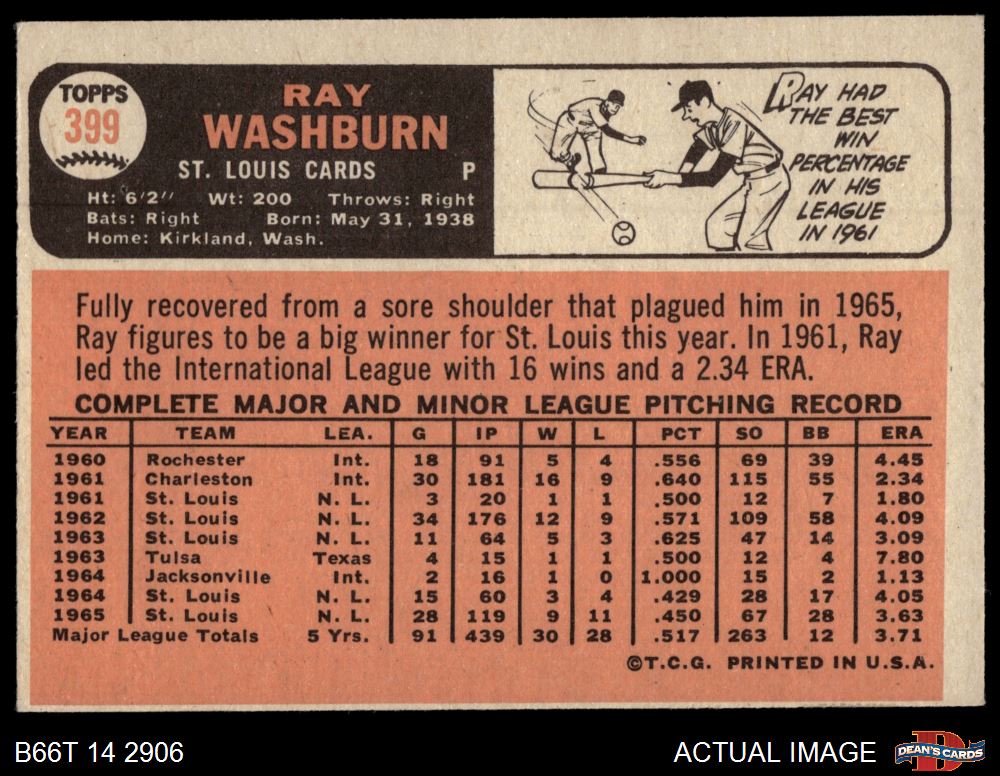 TOPPS
399
RAY
WASHBURN
ST. LOUIS CARDS P
Ht: 6'2" Wt: 200 Throws: Right
Bats: Right Born: May 31, 1938
Home: Kirkland, Wash.
RAY HAD
THE BEST
WIN
PERCENTAGE
IN HIS
LEAGUE
IN 1961
Fully recovered from a sore shoulder that plagued him in 1965,
Ray figures to be a big winner for St. Louis this year. In 1961, Ray
led the International League with 16 wins and a 2.34 ERA.
COMPLETE MAJOR AND MINOR LEAGUE PITCHING RECORD
YEAR TEAM LEA. G IP W L PCT SO BB ERA
1960 Rochester Int. 18 91 5 4 .556 69 39 4.45
1961 Charleston Int. 30 181 16 9 .640 115 55 2.34
1961 St. Louis N. L. 3 20 1 1 .500 12 7 1.80
1962 St. Louis N. L. 34 176 12 9 .571 109 58 4.09
1963 St. Louis N. L. 11 64 5 3 .625 47 14 3.09
1963 Tulsa Texas 4 15 1 1 .500 12 4 7.80
1964 Jacksonville Int. 2 16 1 0 1.000 15 2 1.13
1964 St. Louis N. L. 15 60 3 4 .429 28 17 4.05
1965 St. Louis N. L. 28 119 9 11 .450 67 28 3.63
Major League Totals 5 Yrs. 91 439 30 28 .517 263 12 3.71
©T.C.G. PRINTED IN U.S.A.
B66T 14 2906
ACTUAL IMAGE
D
DEAN'S CARDS